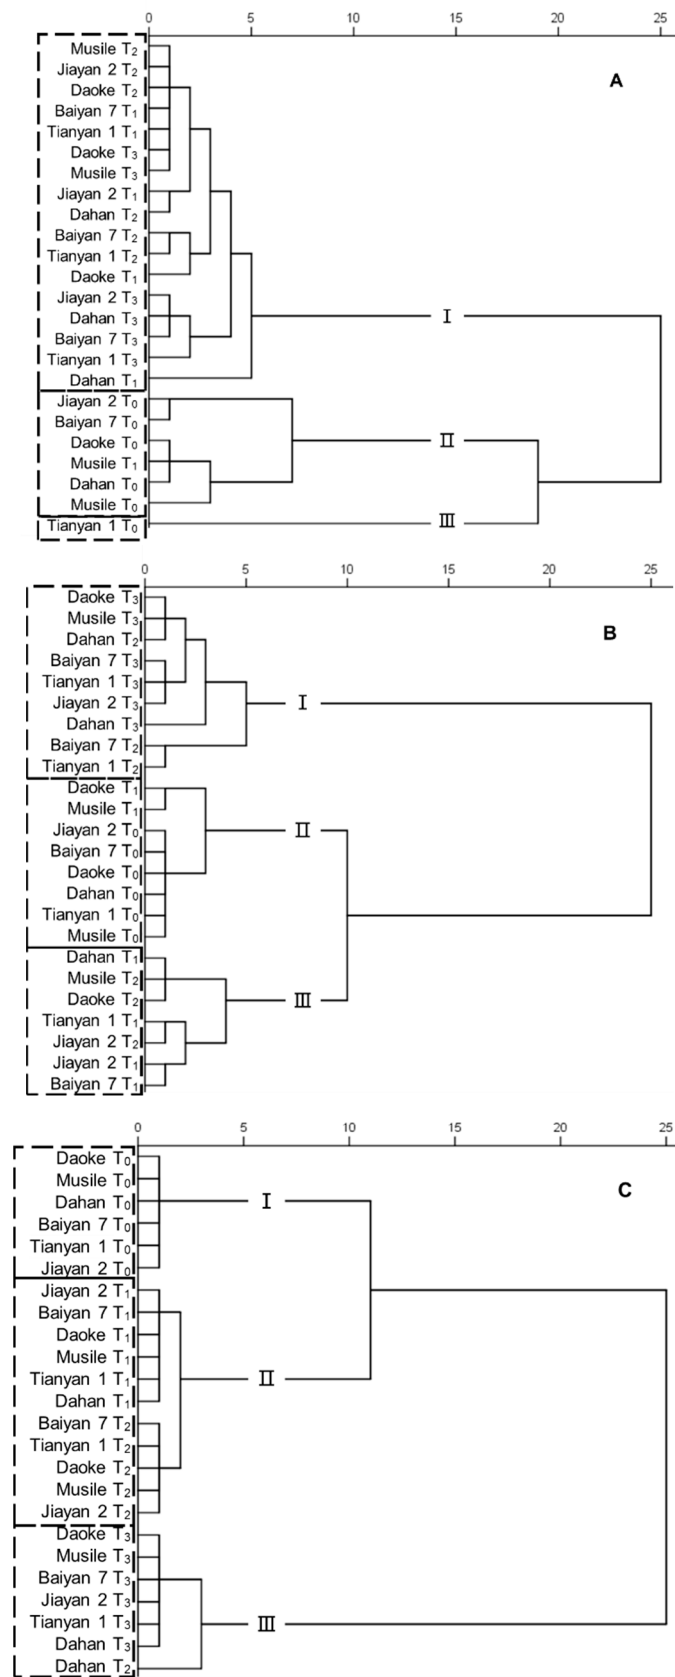 0 5 10 15 20 25
A
Musile T₂
Jiayan 2 T₂
Daoke T₂
Baiyan 7 T₁
Tianyan 1 T₁
Daoke T₃
Musile T₃
Jiayan 2 T₁
Dahan T₂
Baiyan 7 T₂
Tianyan 1 T₂
Daoke T₁
Jiayan 2 T₃
Dahan T₃
I
Baiyan 7 T₃
Tianyan 1 T₃
Dahan T₁
Jiayan 2 T₀
Baiyan 7 T₀
Daoke T₀
II
Musile T₁
Dahan T₀
Musile T₀
Tianyan 1 T₀
III
0 5 10 15 20 25
Daoke T₃
Musile T₃
B
Dahan T₂
Baiyan 7 T₃
Tianyan 1 T₃
Jiayan 2 T₃
I
Dahan T₃
Baiyan 7 T₂
Tianyan 1 T₂
Daoke T₁
Musile T₁
Jiayan 2 T₀
II
Baiyan 7 T₀
Daoke T₀
Dahan T₀
Tianyan 1 T₀
Musile T₀
Dahan T₁
Musile T₂
Daoke T₂
III
Tianyan 1 T₁
Jiayan 2 T₂
Jiayan 2 T₁
Baiyan 7 T₁
0 5 10 15 20 25
Daoke T₀
Musile T₀
C
Dahan T₀
I
Baiyan 7 T₀
Tianyan 1 T₀
Jiayan 2 T₀
Jiayan 2 T₁
Baiyan 7 T₁
Daoke T₁
Musile T₁
Tianyan 1 T₁
II
Dahan T₁
Baiyan 7 T₂
Tianyan 1 T₂
Daoke T₂
Musile T₂
Jiayan 2 T₂
Daoke T₃
Musile T₃
Baiyan 7 T₃
Jiayan 2 T₃
Tianyan 1 T₃
III
Dahan T₃
Dahan T₂